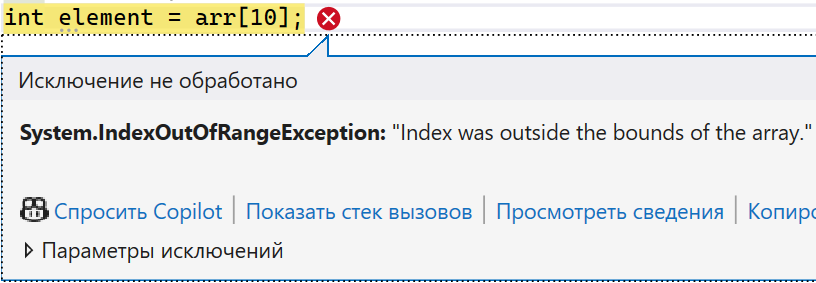 int element = arr[10];
Исключение не обработано
System.IndexOutOfRangeException: "Index was outside the bounds of the array."
Спросить Copilot | Показать стек вызовов | Просмотреть сведения | Копиро
Параметры исключений